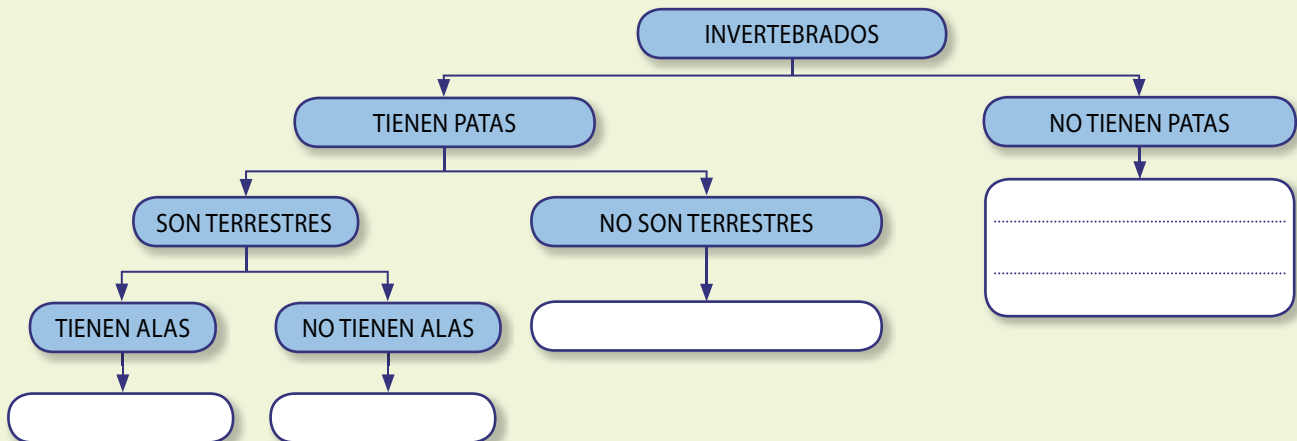 INVERTEBRADOS
TIENEN PATAS
NO TIENEN PATAS
SON TERRESTRES
NO SON TERRESTRES
TIENEN ALAS
NO TIENEN ALAS